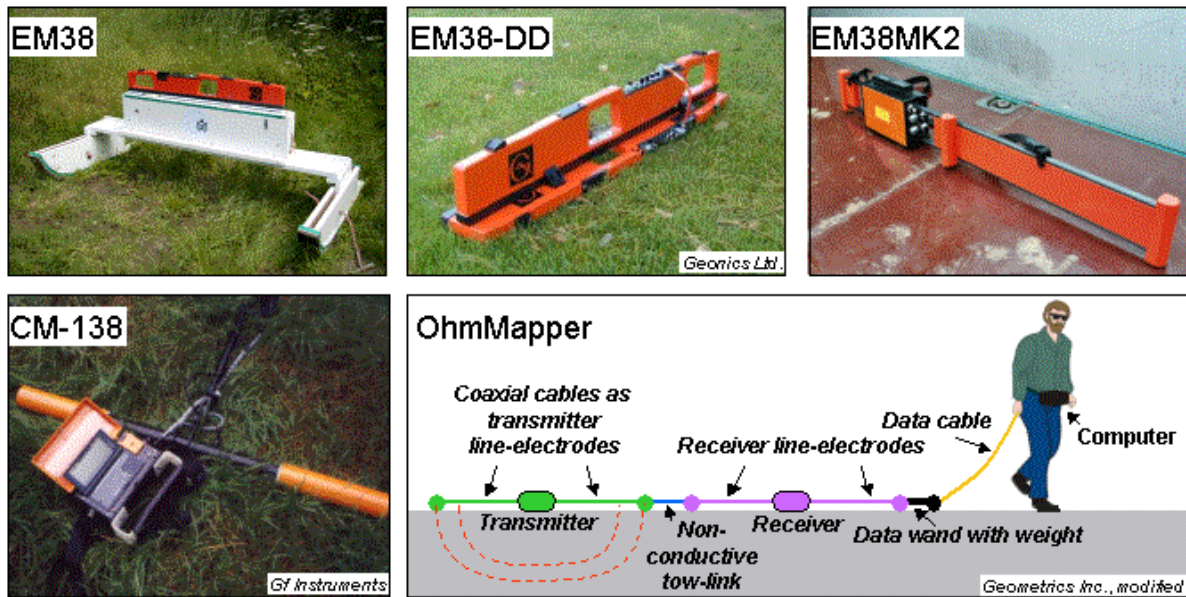 EM38
EM38-DD
Geonics Ltd.
EM38MK2
CM-138
Gf Instruments
OhmMapper
Coaxial cables as
transmitter
line-electrodes
Receiver line-electrodes
Data cable
Computer
Transmitter
Non-
conductive
tow-link
Receiver
Data wand with weight
Geometrics Inc., modified